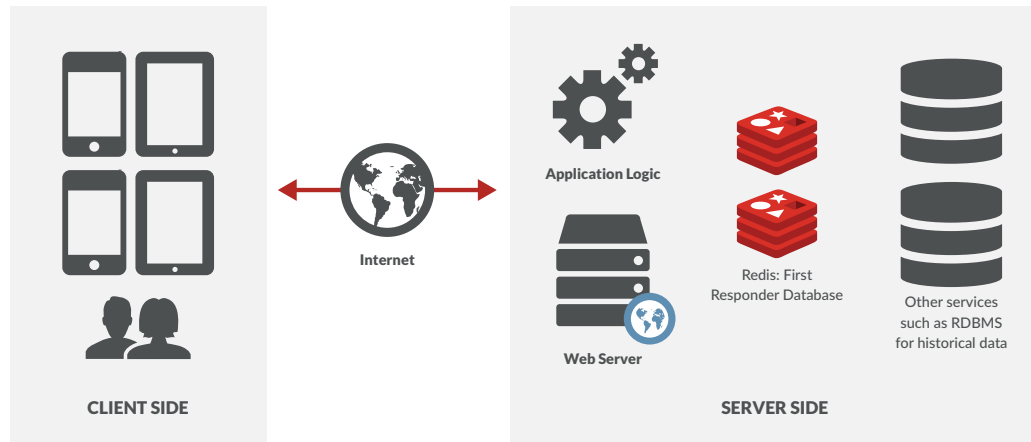 Application Logic
Internet
Redis: First
Responder Database
Other services
such as RDBMS
for historical data
Web Server
CLIENT SIDE
SERVER SIDE